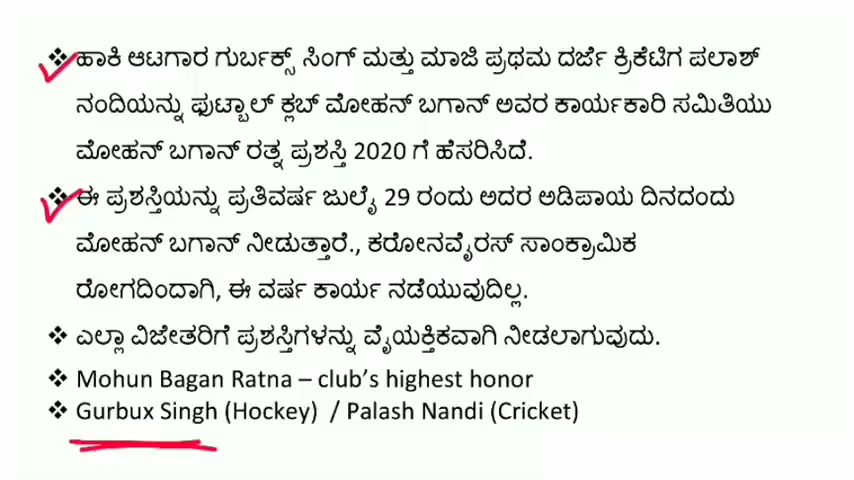 ❖ ಹಾಕಿ ಆಟಗಾರ ಗುರ್ಬಕ್ಸ್ ಸಿಂಗ್ ಮತ್ತು ಮಾಜಿ ಪ್ರಥಮ ದರ್ಜೆ ಕ್ರಿಕೆಟಿಗ ಪಲಾಶ್
ನಂದಿಯನ್ನು ಫುಟ್ಬಾಲ್ ಕ್ಲಬ್ ಮೋಹನ್ ಬಗಾನ್ ಅವರ ಕಾರ್ಯಕಾರಿ ಸಮಿತಿಯು
ಮೋಹನ್ ಬಗಾನ್ ರತ್ನ ಪ್ರಶಸ್ತಿ 2020 ಗೆ ಹೆಸರಿಸಿದೆ.
❖ ಈ ಪ್ರಶಸ್ತಿಯನ್ನು ಪ್ರತಿವರ್ಷ ಜುಲೈ 29 ರಂದು ಅದರ ಅಡಿಪಾಯ ದಿನದಂದು
ಮೋಹನ್ ಬಗಾನ್ ನೀಡುತ್ತಾರೆ., ಕರೋನವೈರಸ್ ಸಾಂಕ್ರಾಮಿಕ
ರೋಗದಿಂದಾಗಿ, ಈ ವರ್ಷ ಕಾರ್ಯ ನಡೆಯುವುದಿಲ್ಲ.
❖ ಎಲ್ಲಾ ವಿಜೇತರಿಗೆ ಪ್ರಶಸ್ತಿಗಳನ್ನು ವೈಯಕ್ತಿಕವಾಗಿ ನೀಡಲಾಗುವುದು.
❖ Mohun Bagan Ratna – club’s highest honor
❖ Gurbux Singh (Hockey) / Palash Nandi (Cricket)